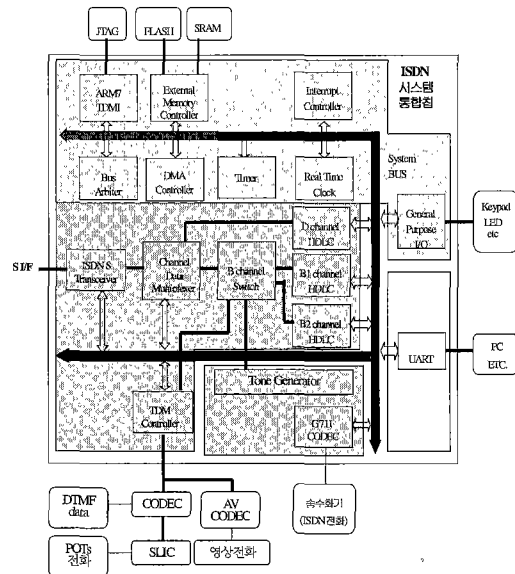 JTAG
FLASH
SRAM
ARM7
TDMI
External
Memory
Controller
Interrupt
Controller
ISDN
시스템
통합칩
Bus
Arbiter
DMA
Controller
Timer
Real Time
Clock
System
BUS
General
Purpose
I/O
Keypad
LED
etc
D channel
HDLC
S I/F
ISDN S
Transceiver
Channel
Data
Multiplexer
B channel
Switch
B1 channel
HDLC
B2 channel
HDLC
UART
PC
ETC.
Tone Generator
TDM
Controller
G.711
CODEC
DTMF
data
CODEC
AV
CODEC
송수화기
(ISDN전화)
POTs
전화
SLIC
영상전화